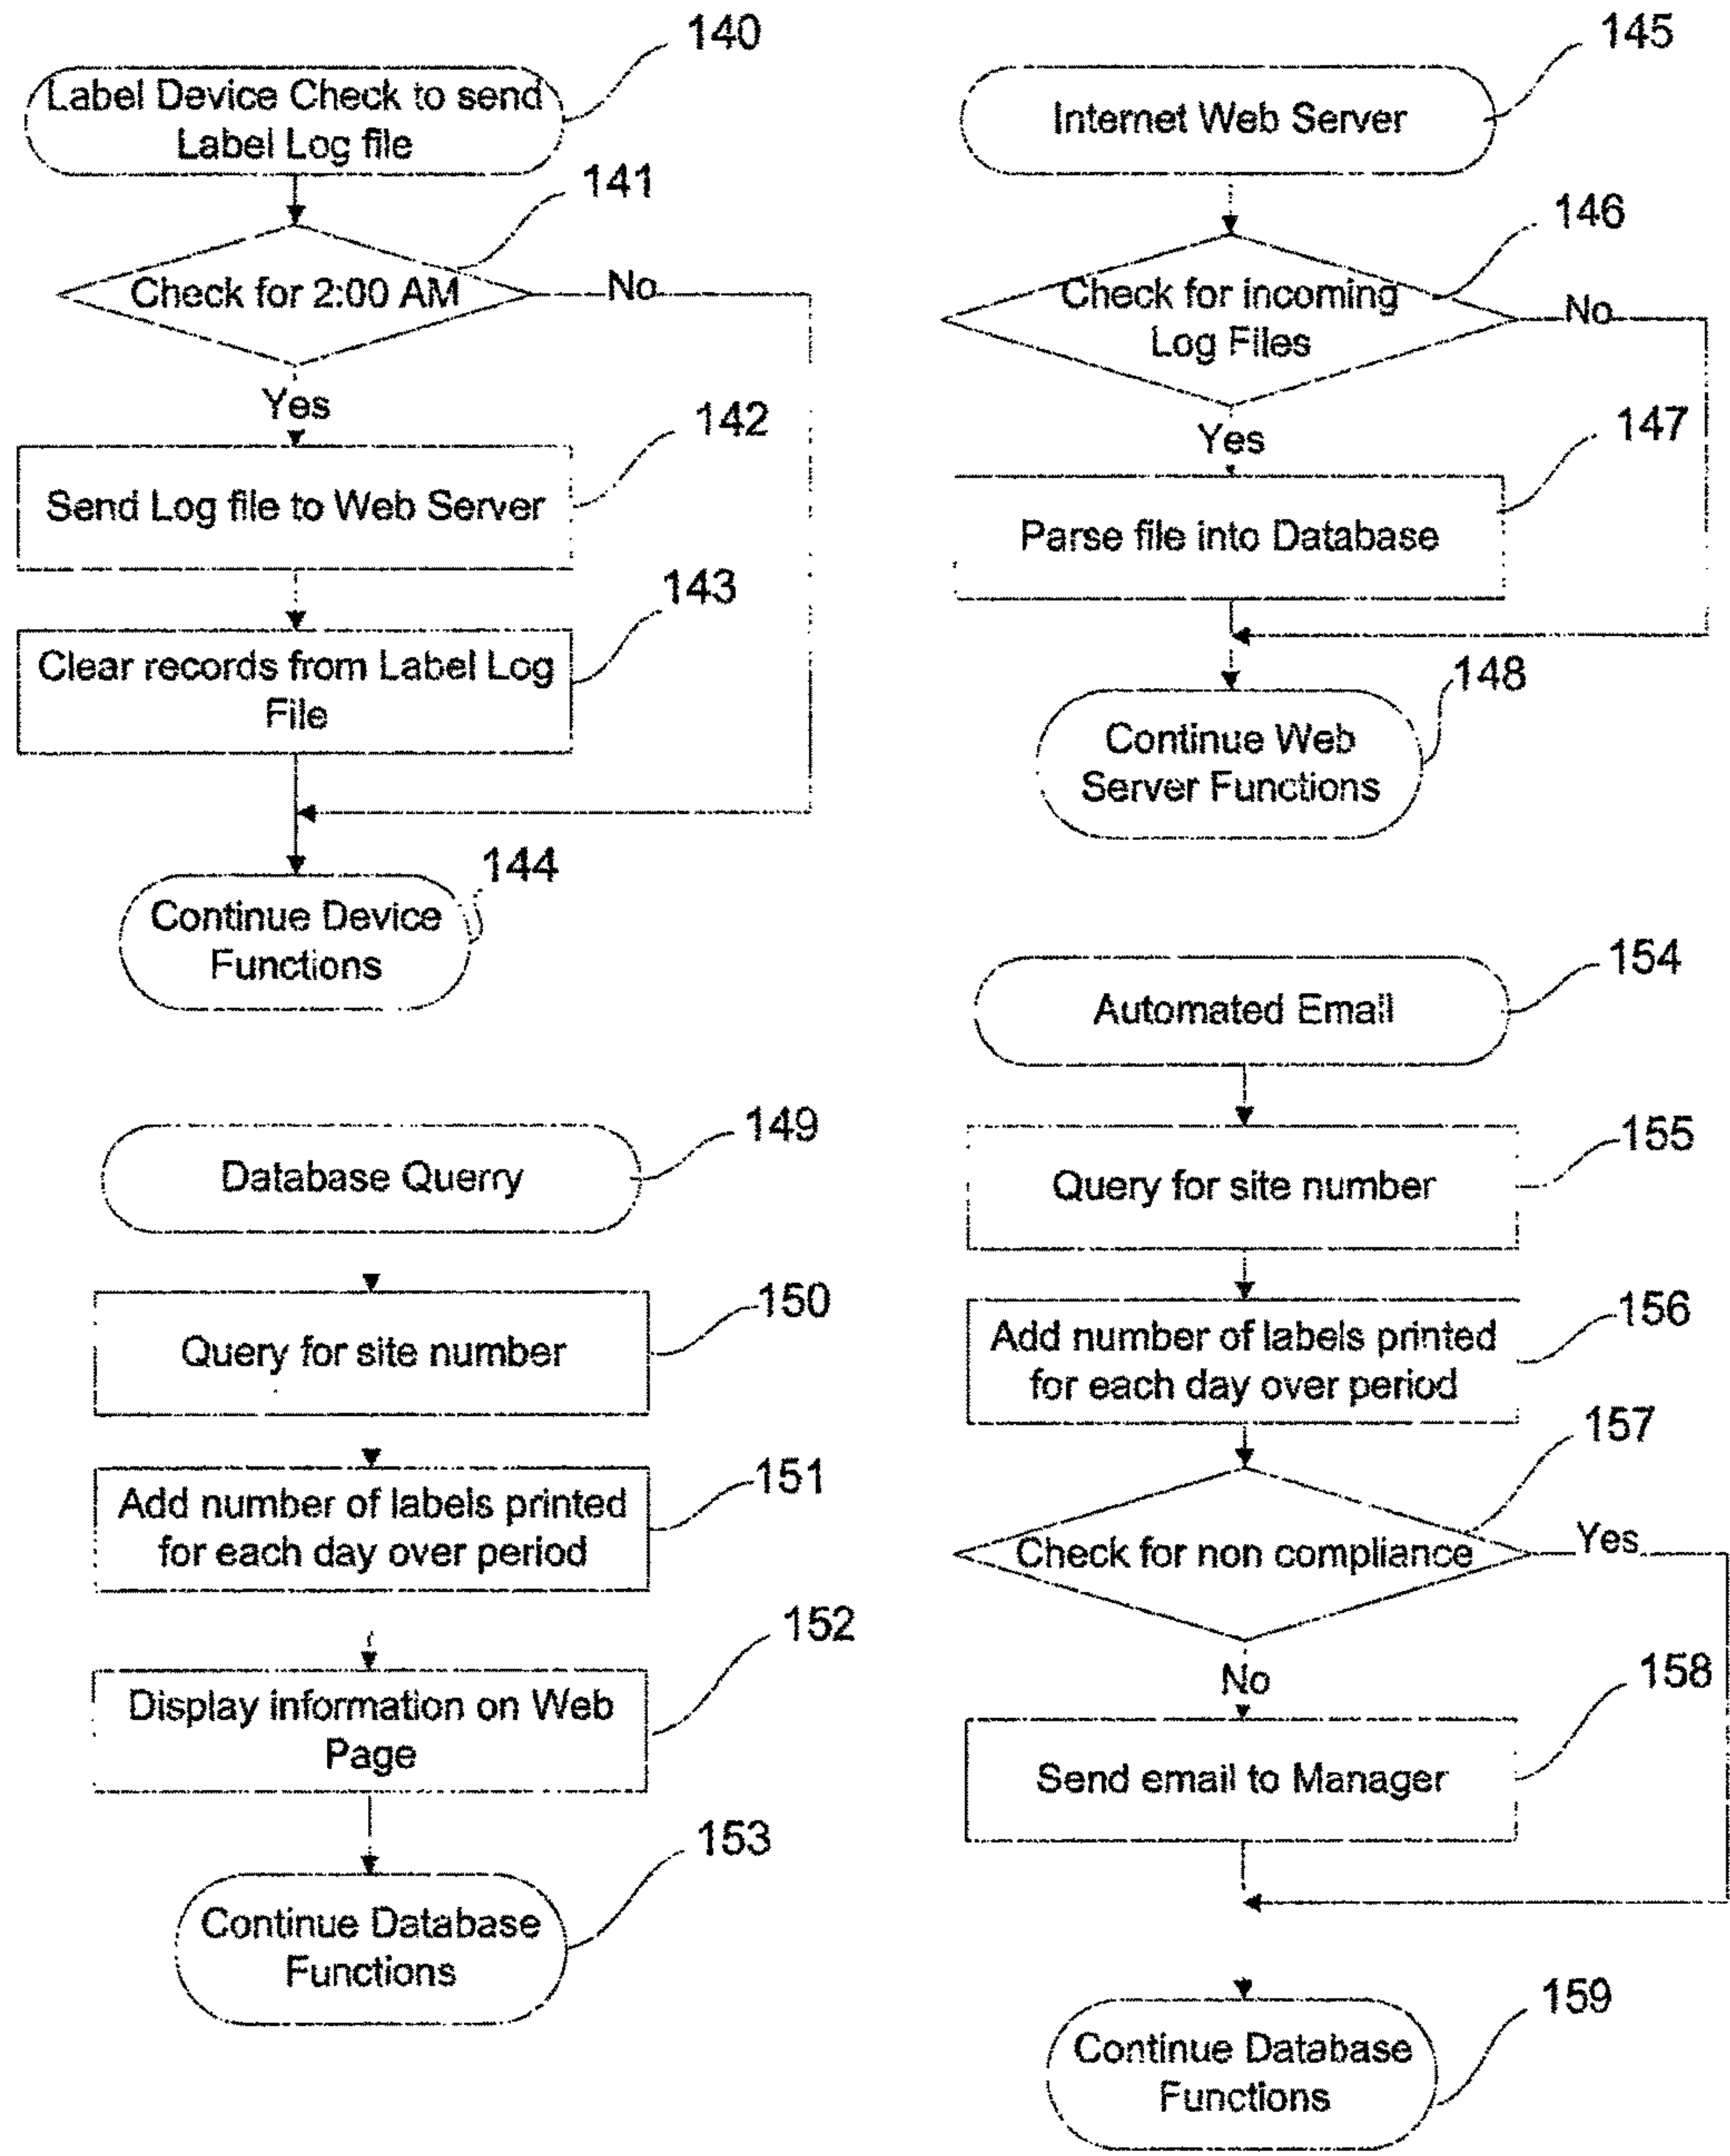 140
Label Device Check to send
Label Log file
141
Check for 2:00 AM
No
Yes
142
Send Log file to Web Server
143
Clear records from Label Log
File
144
Continue Device
Functions
145
Internet Web Server
146
Check for incoming
Log Files
No
Yes
147
Parse file into Database
148
Continue Web
Server Functions
149
Database Querry
150
Query for site number
151
Add number of labels printed
for each day over period
152
Display information on Web
Page
153
Continue Database
Functions
154
Automated Email
155
Query for site number
156
Add number of labels printed
for each day over period
157
Check for non compliance
Yes
No
158
Send email to Manager
159
Continue Database
Functions